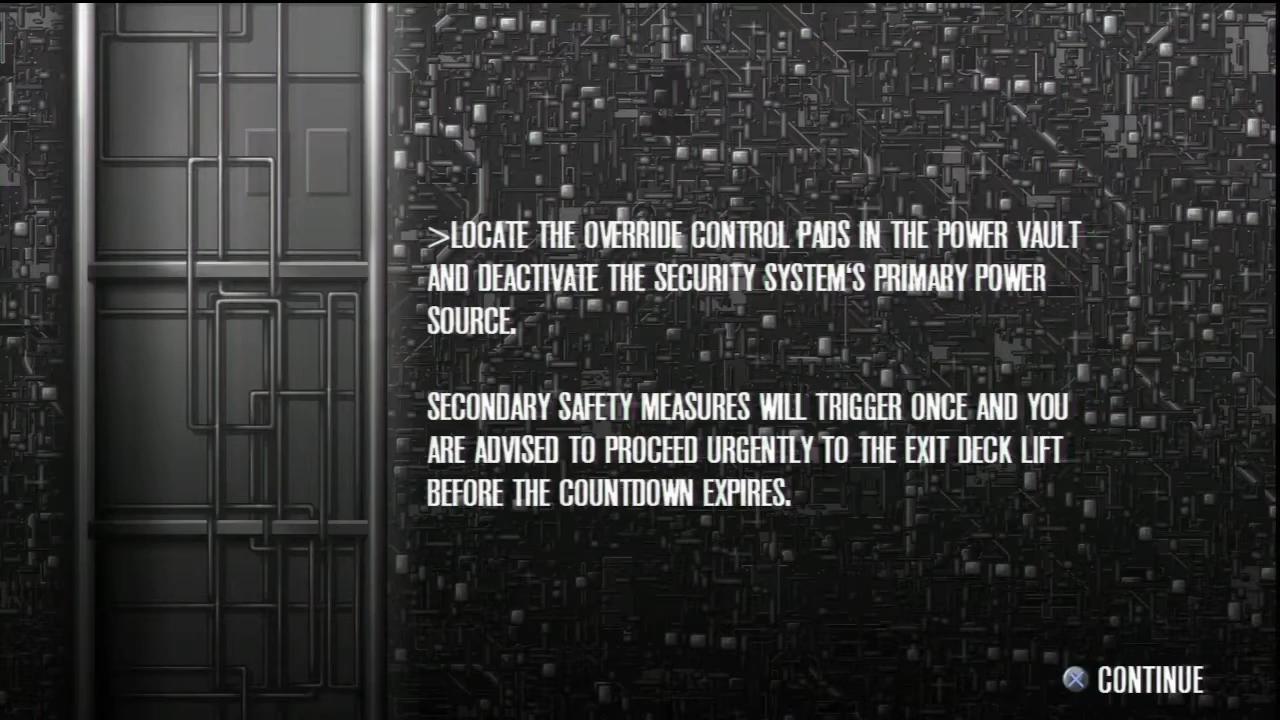 >LOCATE THE OVERRIDE CONTROL PADS IN THE POWER VAULT
AND DEACTIVATE THE SECURITY SYSTEM'S PRIMARY POWER
SOURCE.
SECONDARY SAFETY MEASURES WILL TRIGGER ONCE AND YOU
ARE ADVISED TO PROCEED URGENTLY TO THE EXIT DECK LIFT
BEFORE THE COUNTDOWN EXPIRES.
CONTINUE